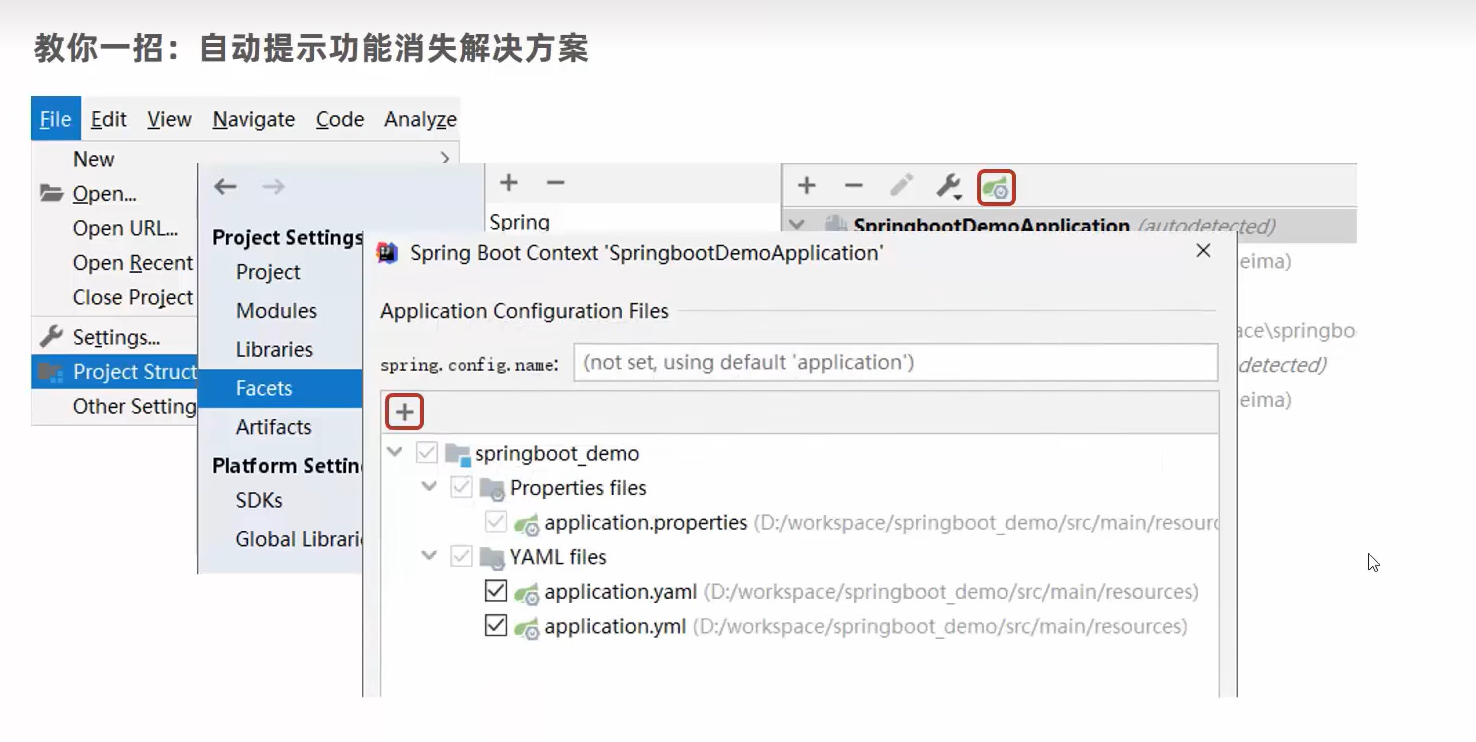 教你一招：自动提示功能消失解决方案
File Edit View Navigate Code Analyze
New
Open...
Open URL...
Open Recent
Close Project
Settings...
Project Struct
Other Setting
Project Settings
Project
Modules
Libraries
Facets
Artifacts
Platform Settin
SDKs
Global Librari
Spring
SpringbootDemoApplication (autodetected)
eima)
ace\springbo
detected)
eima)
Spring Boot Context 'SpringbootDemoApplication'
Application Configuration Files
spring.config.name: (not set, using default 'application')
springboot_demo
Properties files
application.properties (D:/workspace/springboot_demo/src/main/resourc
YAML files
application.yaml (D:/workspace/springboot_demo/src/main/resources)
application.yml (D:/workspace/springboot_demo/src/main/resources)